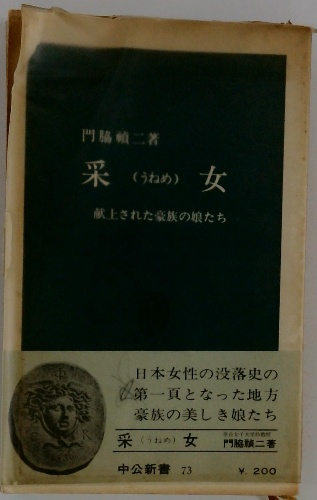 門脇禎二著
采（うねめ）女
献上された豪族の娘たち
日本女性の没落史の
第一頁となった地方
豪族の美しき娘たち
采（うねめ）女
門脇禎二著
中公新書 73
¥. 200